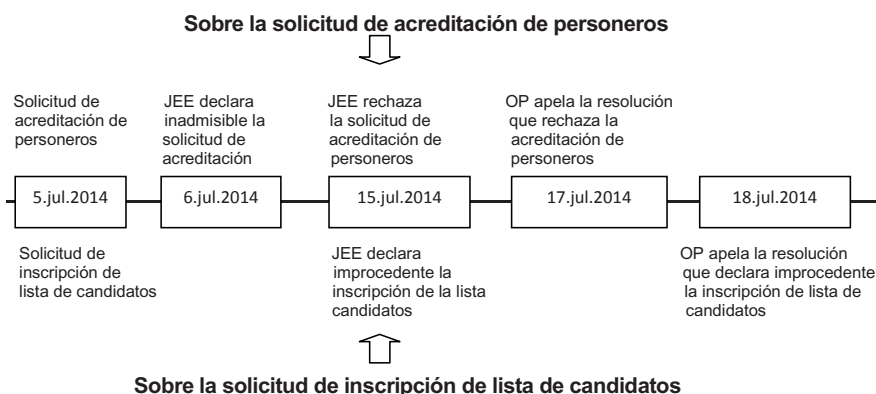 Sobre la solicitud de acreditación de personeros
Solicitud de
acreditación de
personeros
JEE declara
inadmisible la
solicitud de
acreditación
JEE rechaza
la solicitud de
acreditación de
personeros
OP apela la resolución
que rechaza la
acreditación de
personeros
5.jul.2014
6.jul.2014
15.jul.2014
17.jul.2014
18.jul.2014
Solicitud de
inscripción de
lista de candidatos
JEE declara
improcedente la
inscripción de la lista
candidatos
OP apela la resolución
que declara improcedente
la inscripción de lista de
candidatos
Sobre la solicitud de inscripción de lista de candidatos